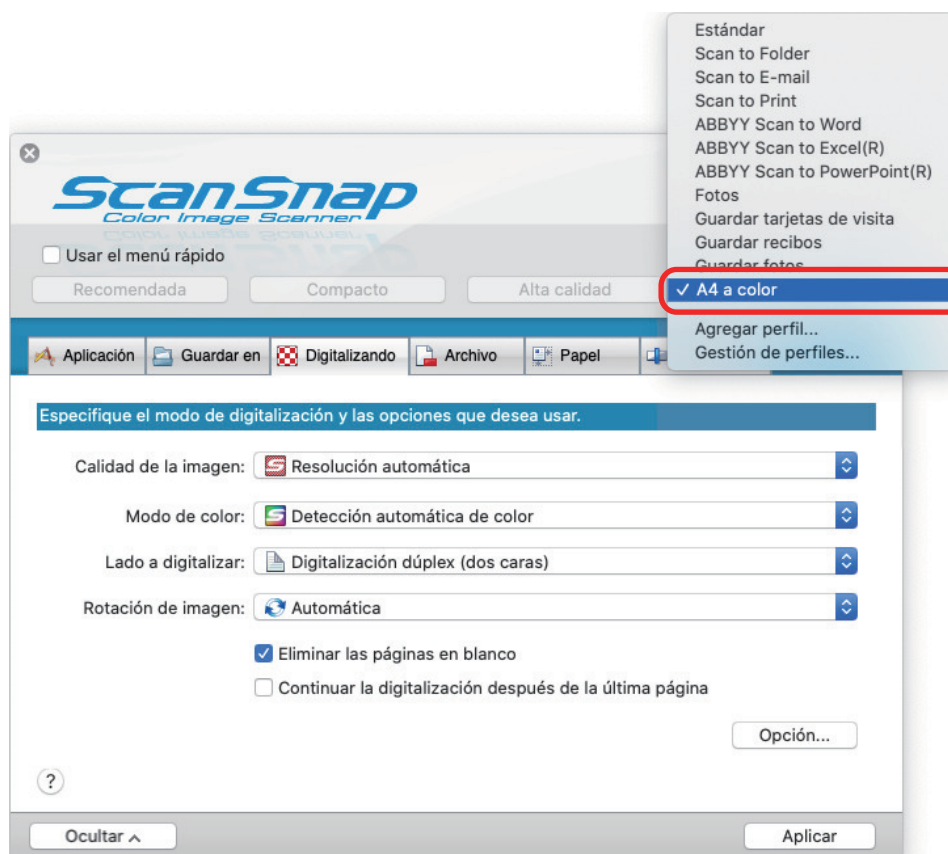 Estándar
Scan to Folder
Scan to E-mail
Scan to Print
ABBYY Scan to Word
ABBYY Scan to Excel(R)
ABBYY Scan to PowerPoint(R)
Fotos
Guardar tarjetas de visita
Guardar recibos
Guardar fotos
✓ A4 a color
Agregar perfil...
Gestión de perfiles...
ScanSnap
Color Image Scanner
Usar el menú rápido
Recomendada Compacto Alta calidad
Aplicación Guardar en Digitalizando Archivo Papel
Especifique el modo de digitalización y las opciones que desea usar.
Calidad de la imagen: Resolución automática
Modo de color: Detección automática de color
Lado a digitalizar: Digitalización dúplex (dos caras)
Rotación de imagen: Automática
Eliminar las páginas en blanco
Continuar la digitalización después de la última página
Opción...
?
Ocultar Aplicar